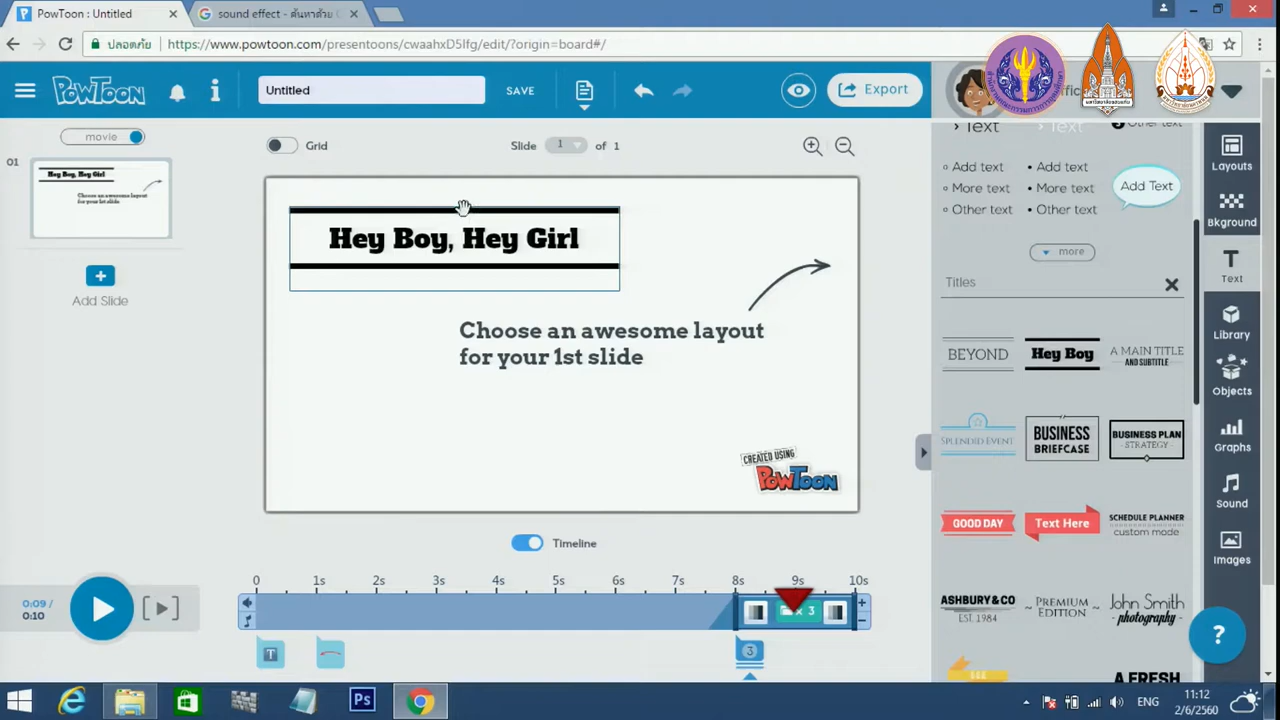 PowToon : Untitled
sound effect - ค้นหาด้วย
ปลอดภัย
https://www.powtoon.com/presentoons/cwaahxD5lfg/edit/?origin=board#/
PowToon
Untitled
SAVE
Export
movie
01
Hey Boy, Hey Girl
Choose an awesome layout
for your 1st slide
Add Slide
Grid
Slide 1 of 1
Hey Boy, Hey Girl
Choose an awesome layout
for your 1st slide
CREATED USING
PowToon
Timeline
0 1s 2s 3s 4s 5s 6s 7s 8s 9s 10s
0:09 /
0:10
× 3
T
3
Text
Text
Other text
Add text
More text
Other text
Add text
More text
Other text
Add Text
more
Titles
BEYOND
Hey Boy
A MAIN TITLE
AND SUBTITLE
SPLENDID EVENT
BUSINESS
BRIEFCASE
BUSINESS PLAN
STRATEGY
GOOD DAY
Text Here
SCHEDULE PLANNER
custom mode
ASHBURY & CO
EST. 1984
~ PREMIUM ~
EDITION
John Smith
photography
A FRESH
Layouts
Bkground
Text
Library
Objects
Graphs
Sound
Images
?
Ps
ENG
11:12
2/6/2560